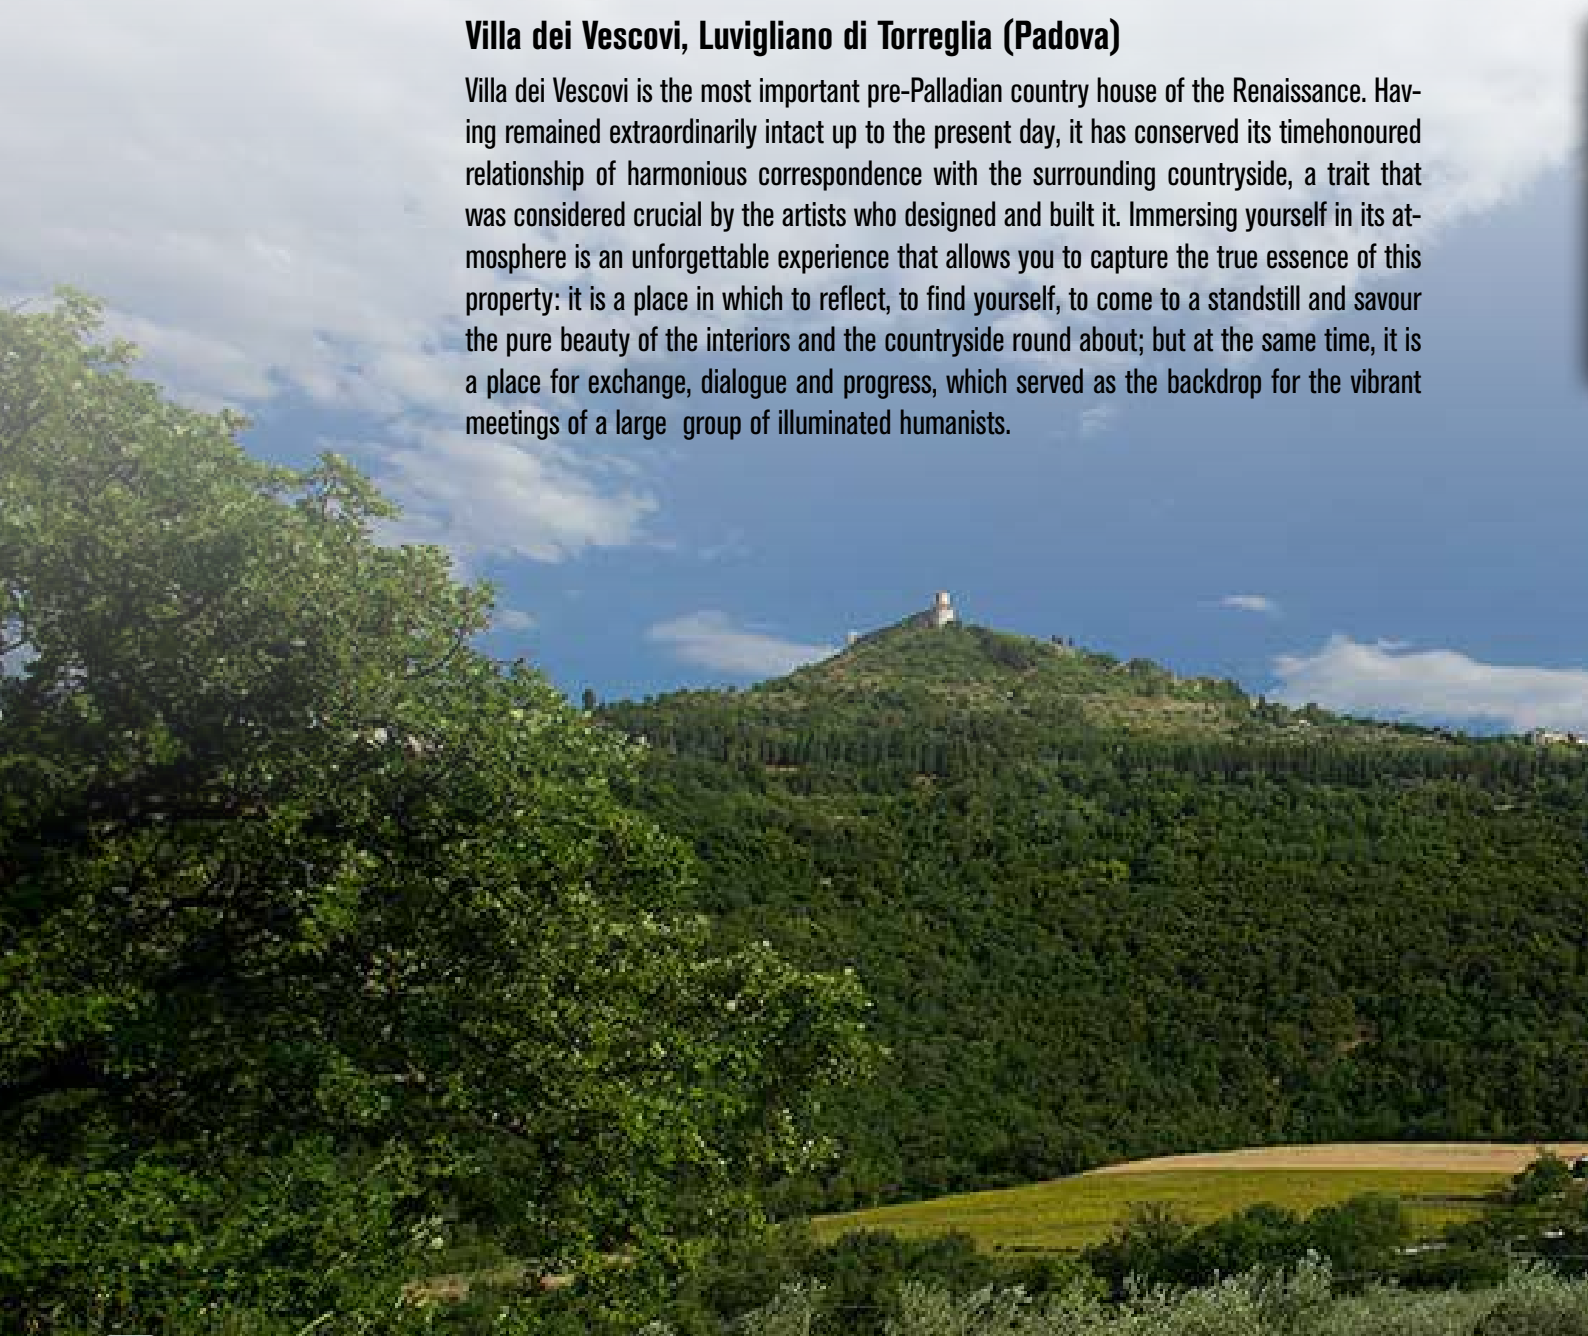 Villa dei Vescovi, Luvigliano di Torreglia (Padova)
Villa dei Vescovi is the most important pre-Palladian country house of the Renaissance. Hav-
ing remained extraordinarily intact up to the present day, it has conserved its timehonoured
relationship of harmonious correspondence with the surrounding countryside, a trait that
was considered crucial by the artists who designed and built it. Immersing yourself in its at-
mosphere is an unforgettable experience that allows you to capture the true essence of this
property: it is a place in which to reflect, to find yourself, to come to a standstill and savour
the pure beauty of the interiors and the countryside round about; but at the same time, it is
a place for exchange, dialogue and progress, which served as the backdrop for the vibrant
meetings of a large  group of illuminated humanists.